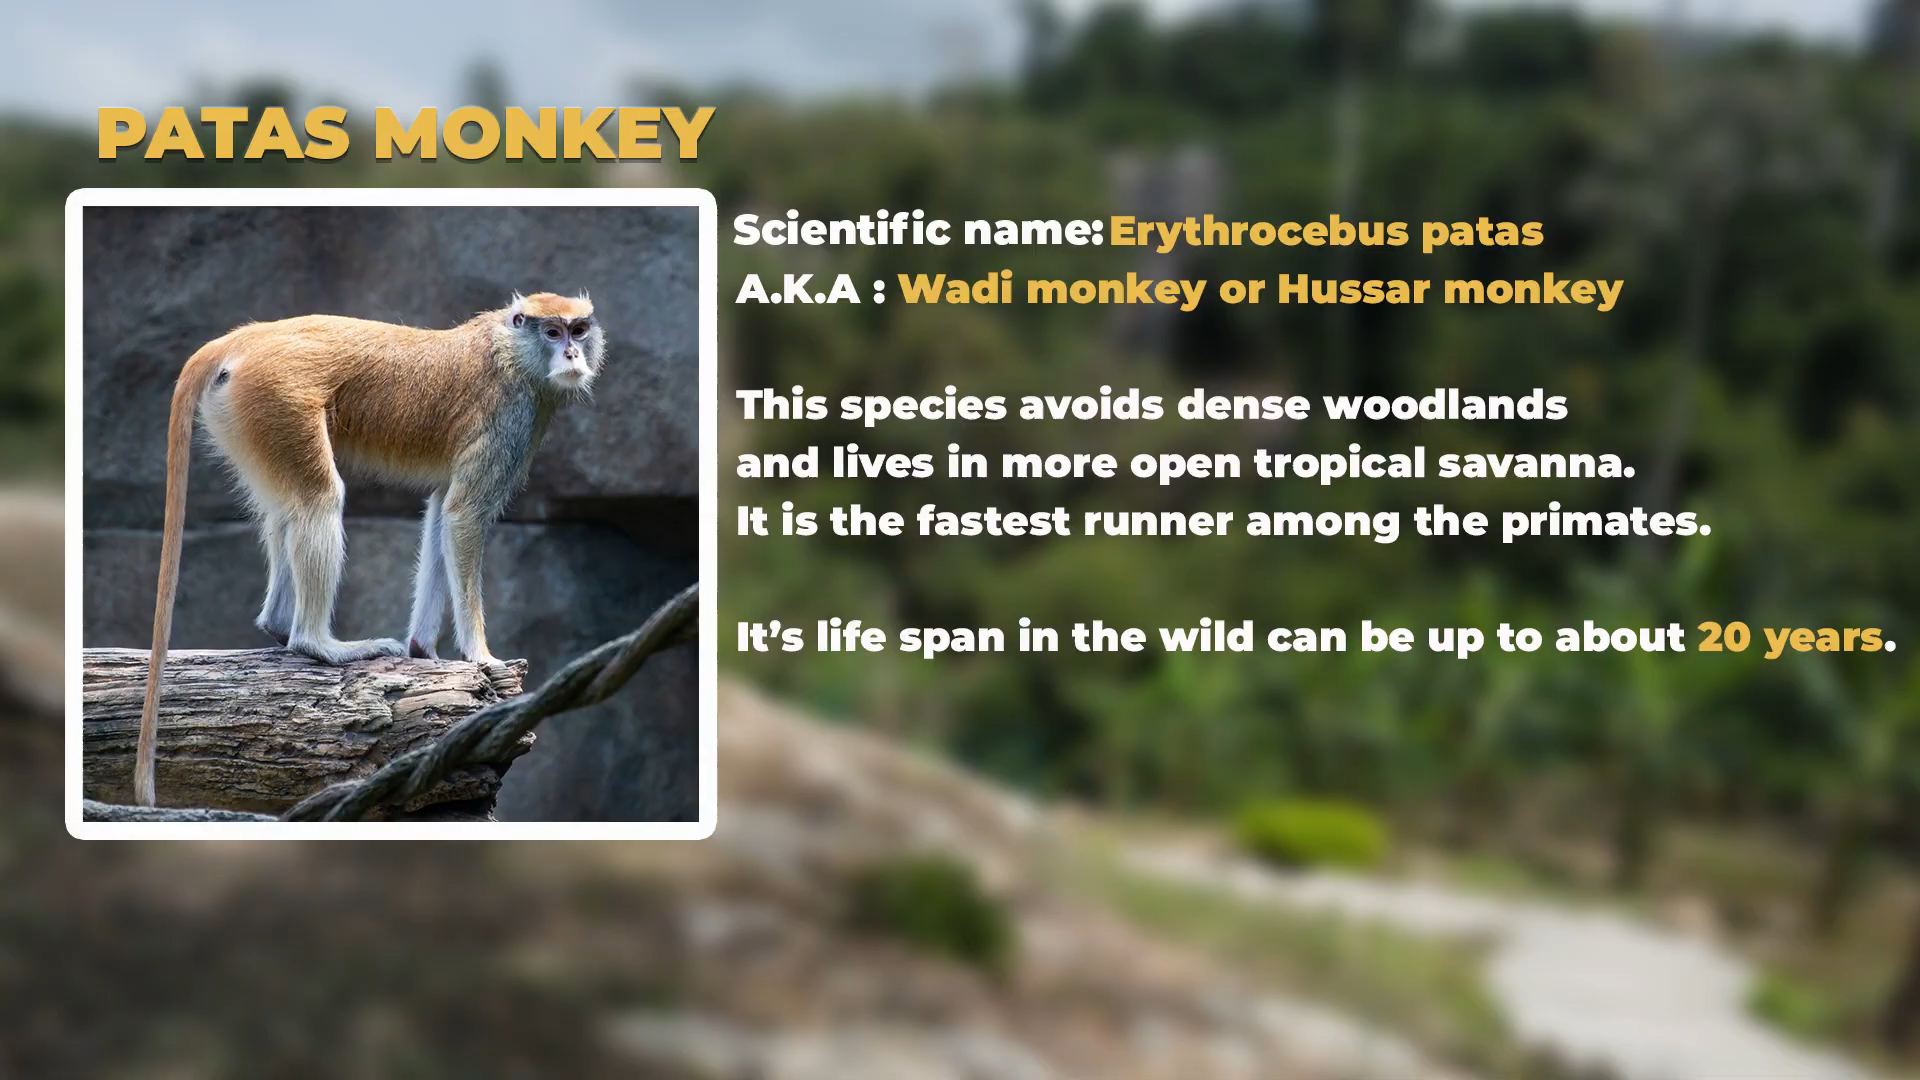 PATAS MONKEY
Scientific name: Erythrocebus patas
A.K.A : Wadi monkey or Hussar monkey
This species avoids dense woodlands
and lives in more open tropical savanna.
It is the fastest runner among the primates.
It’s life span in the wild can be up to about 20 years.